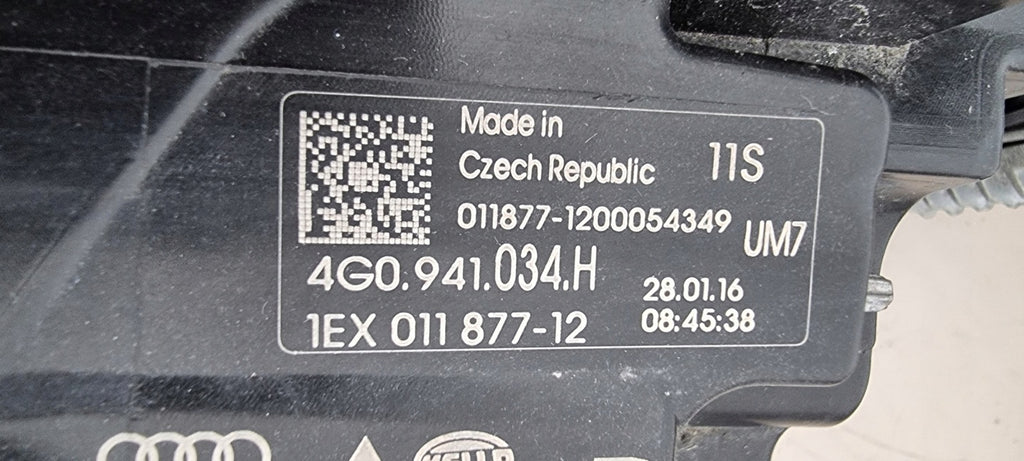 Made in
Czech Republic
11S
011877-1200054349
UM7
4G0.941.034.H
28.01.16
1EX 011 877-12
08:45:38
HELLA